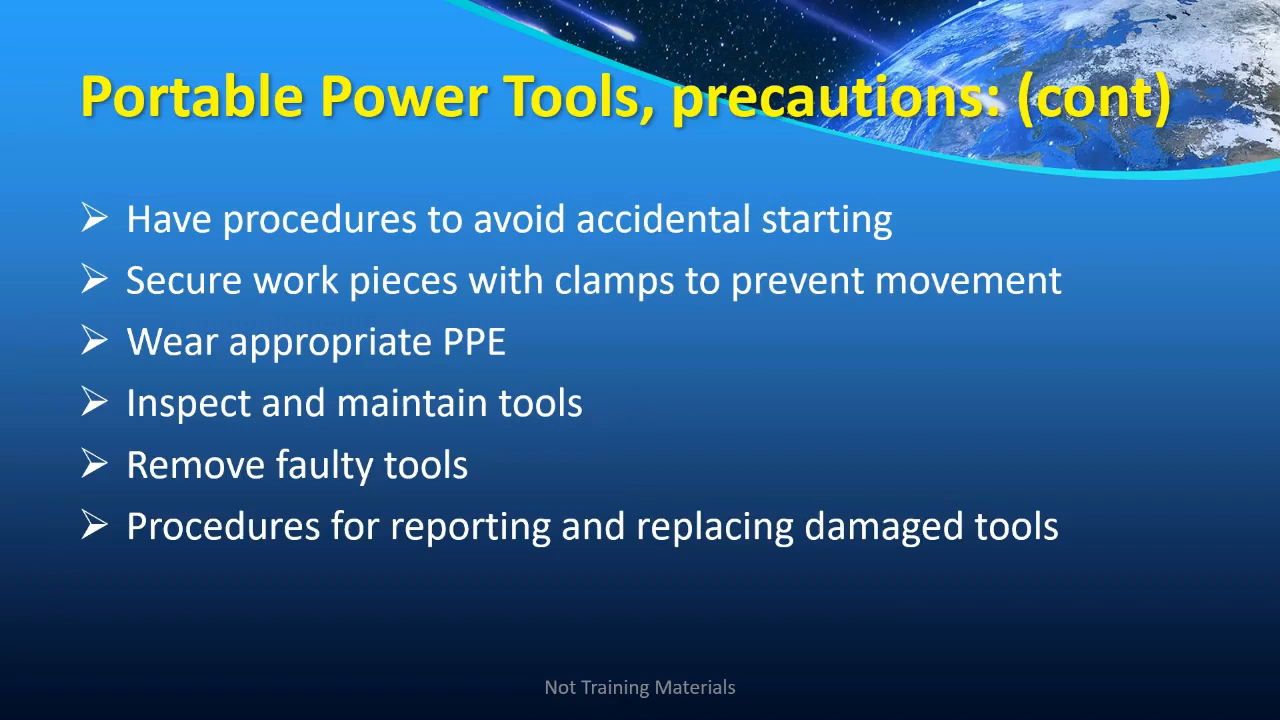 Portable Power Tools, precautions: (cont)
Have procedures to avoid accidental starting
Secure work pieces with clamps to prevent movement
Wear appropriate PPE
Inspect and maintain tools
Remove faulty tools
Procedures for reporting and replacing damaged tools
Not Training Materials